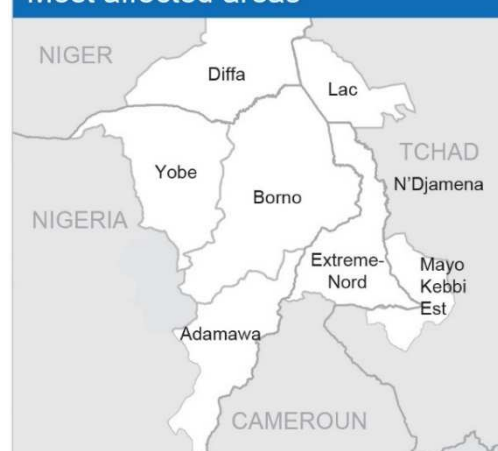 Most affected areas
NIGER
Diffa
Lac
TCHAD
Yobe
N'Djamena
Borno
NIGERIA
Extreme-
Nord
Mayo
Kebbi
Est
Adamawa
CAMEROUN